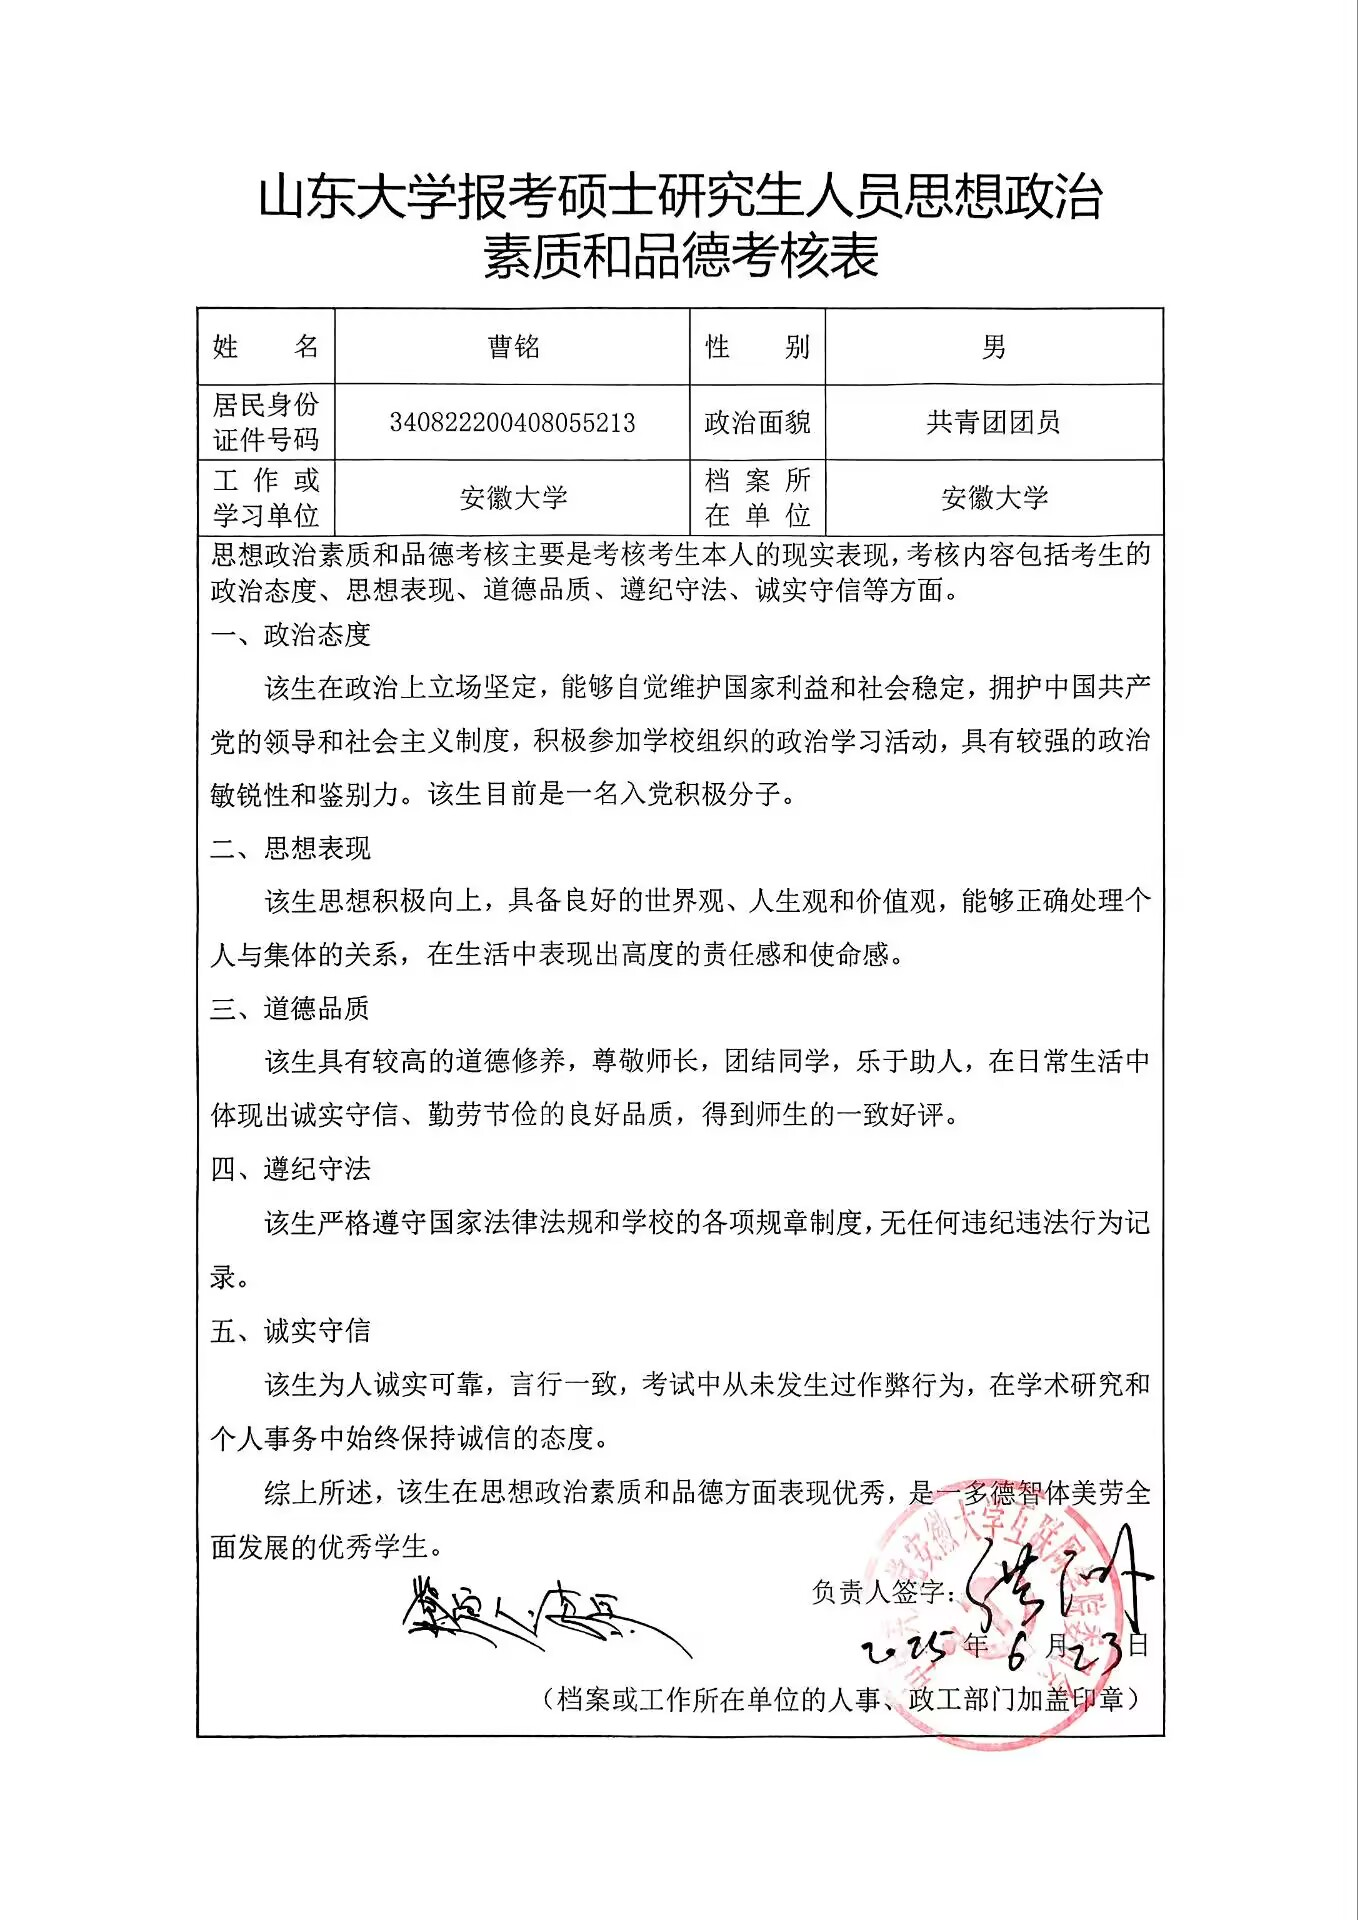 山东大学报考硕士研究生人员思想政治
素质和品德考核表
姓 名 曹铭 性 别 男
居民身份证件号码 340822200408055213 政治面貌 共青团团员
工作或学习单位 安徽大学 档案所在单位 安徽大学
思想政治素质和品德考核主要是考核考生本人的现实表现，考核内容包括考生的
政治态度、思想表现、道德品质、遵纪守法、诚实守信等方面。
一、政治态度
该生在政治上立场坚定，能够自觉维护国家利益和社会稳定，拥护中国共产
党的领导和社会主义制度，积极参加学校组织的政治学习活动，具有较强的政治
敏锐性和鉴别力。该生目前是一名入党积极分子。
二、思想表现
该生思想积极向上，具备良好的世界观、人生观和价值观，能够正确处理个
人与集体的关系，在生活中表现出高度的责任感和使命感。
三、道德品质
该生具有较高的道德修养，尊敬师长，团结同学，乐于助人，在日常生活中
体现出诚实守信、勤劳节俭的良好品质，得到师生的一致好评。
四、遵纪守法
该生严格遵守国家法律法规和学校的各项规章制度，无任何违纪违法行为记
录。
五、诚实守信
该生为人诚实可靠，言行一致，考试中从未发生过作弊行为，在学术研究和
个人事务中始终保持诚信的态度。
综上所述，该生在思想政治素质和品德方面表现优秀，是一多德智体美劳全
面发展的优秀学生。
安徽大学互联网学院
负责人签字：
2025年6月23日
（档案或工作所在单位的人事、政工部门加盖印章）